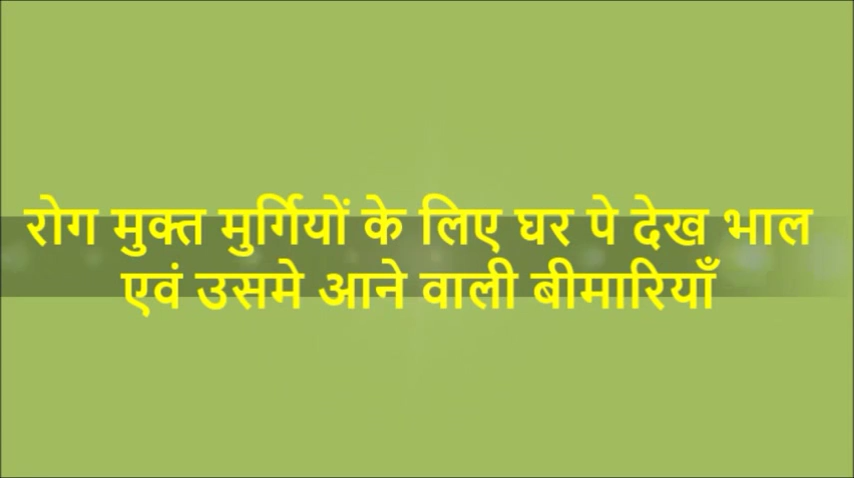 रोग मुक्त मुर्गियों के लिए घर पे देख भाल
एवं उसमे आने वाली बीमारियाँ